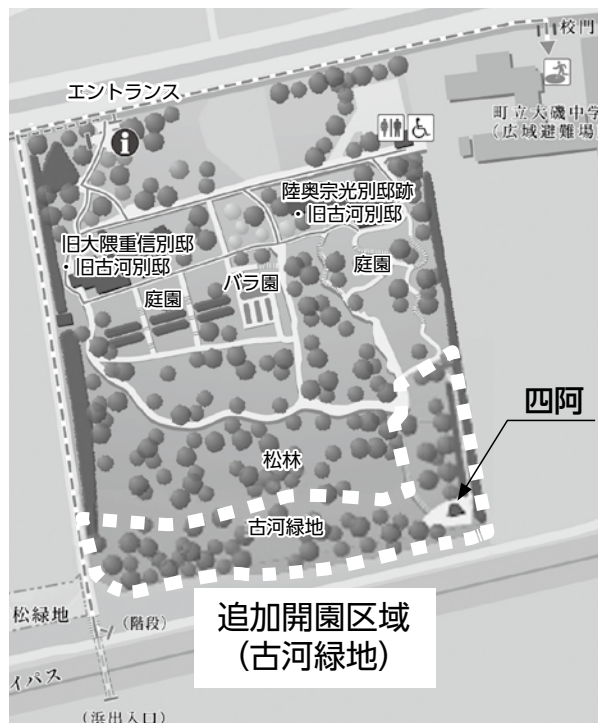 校門
エントランス
町立大磯中学
(広域避難場)
陸奥宗光別邸跡
・旧古河別邸
旧大隈重信別邸
・旧古河別邸
バラ園
庭園
庭園
四阿
松林
古河緑地
追加開園区域
(古河緑地)
松緑地
(階段)
イパス
(浜出入口)